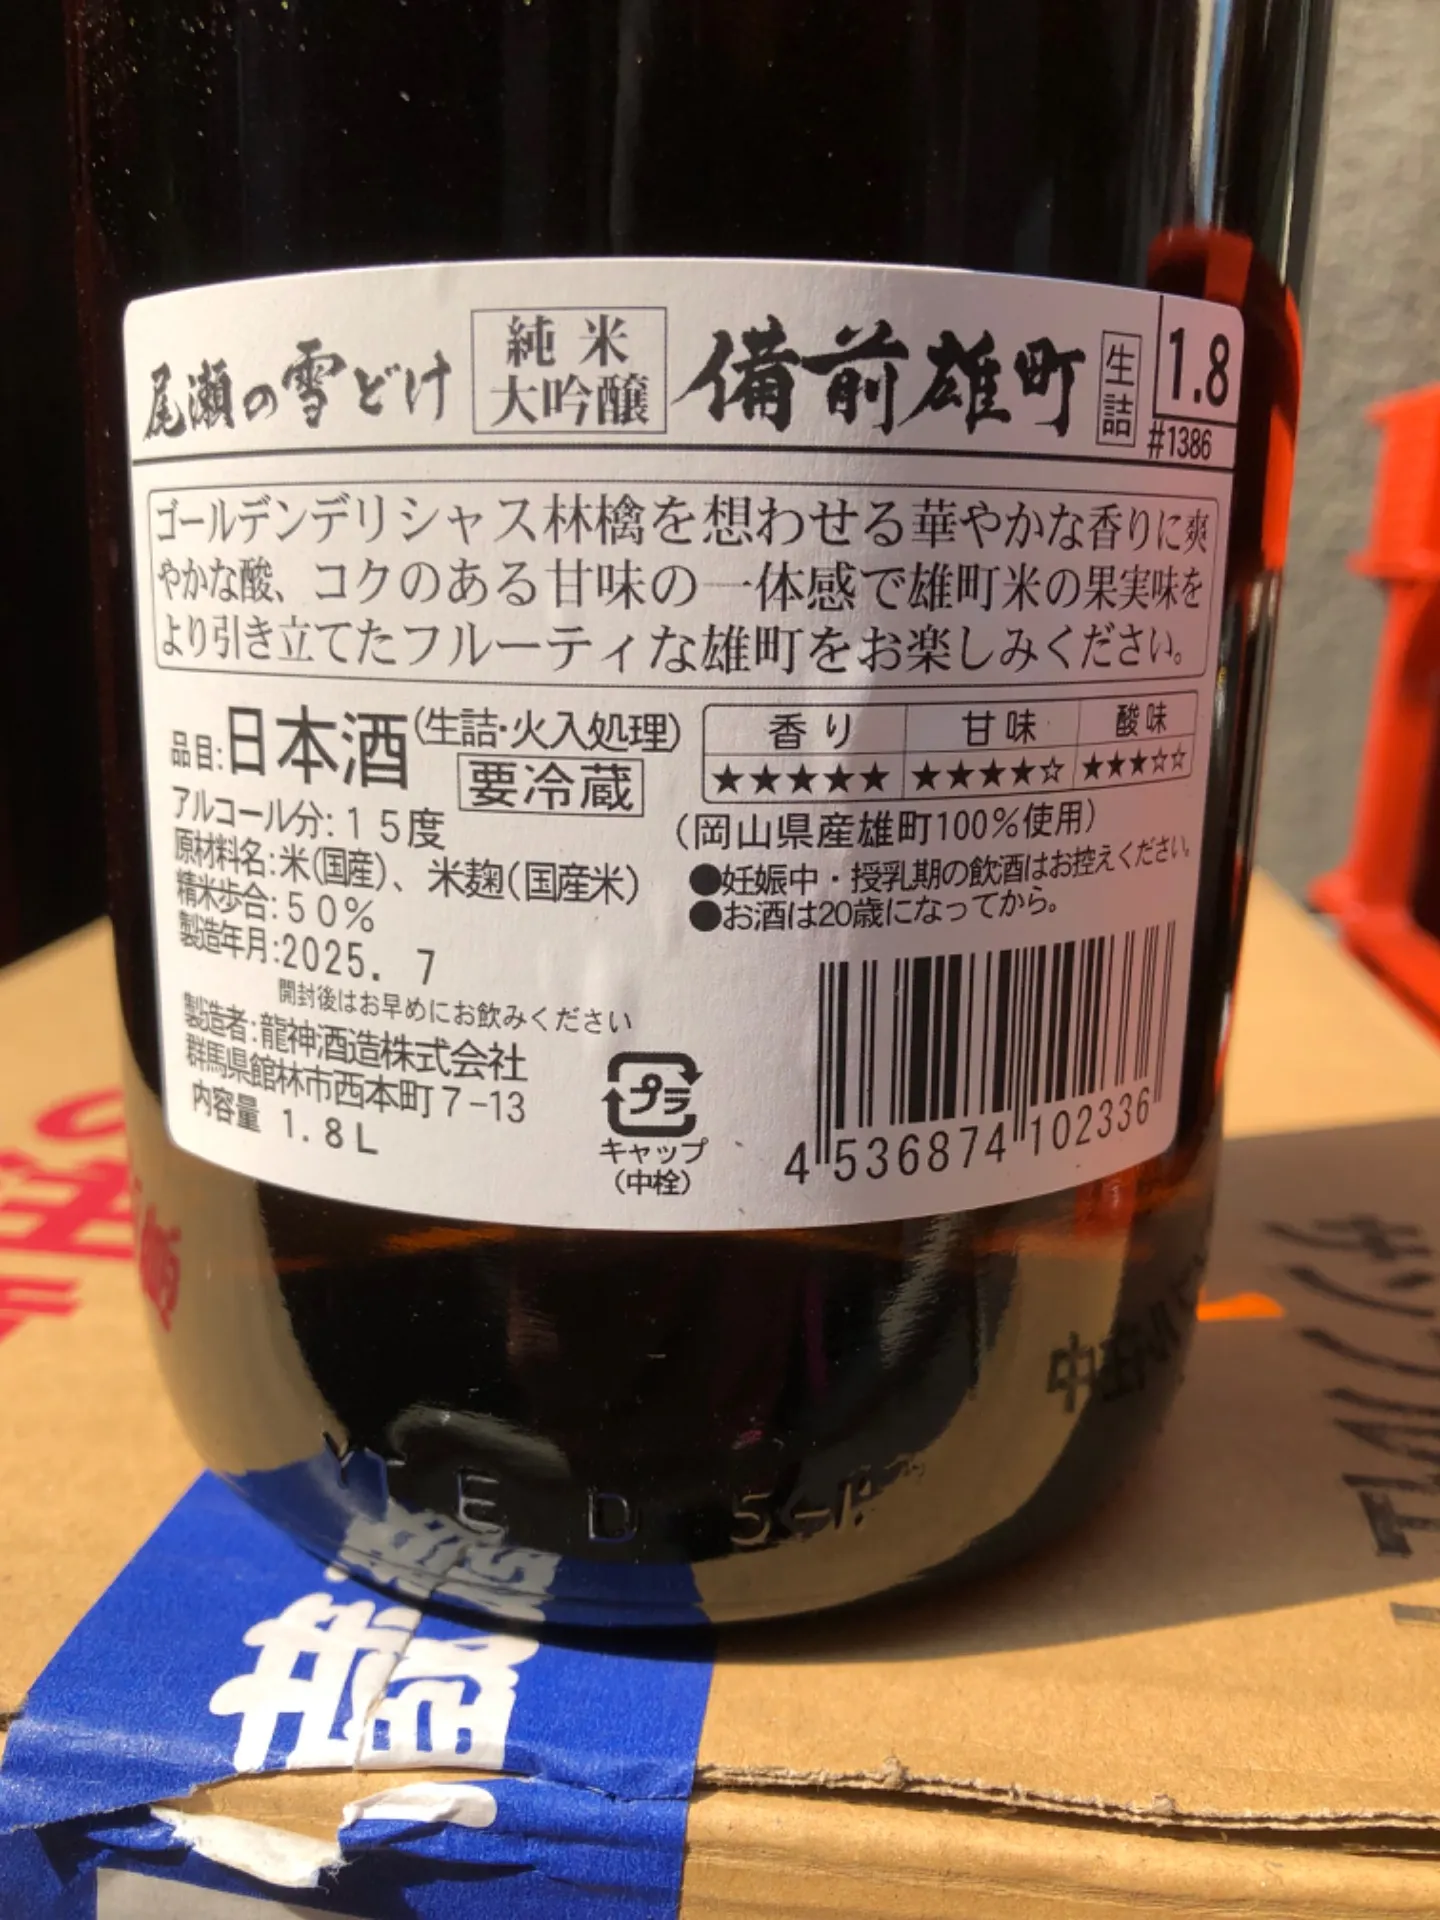 尾瀬の雪どけ 純米大吟醸 備前雄町 生詰 1.8
#1386
ゴールデンデリシャス林檎を想わせる華やかな香りに爽
やかな酸、コクのある甘味の一体感で雄町米の果実味を
より引き立てたフルーティな雄町をお楽しみください。
品目:日本酒(生詰・火入処理)
要冷蔵
香り 甘味 酸味
★★★★★ ★★★★☆ ★★★☆☆
アルコール分:15度
(岡山県産雄町100%使用)
原材料名:米(国産)、米麹(国産米)
●妊娠中・授乳期の飲酒はお控えください。
精米歩合:50%
●お酒は20歳になってから。
製造年月:2025. 7
開封後はお早めにお飲みください
製造者:龍神酒造株式会社
群馬県館林市西本町7-13
内容量 1.8L
プラ
キャップ
(中栓)
4 536874 102336